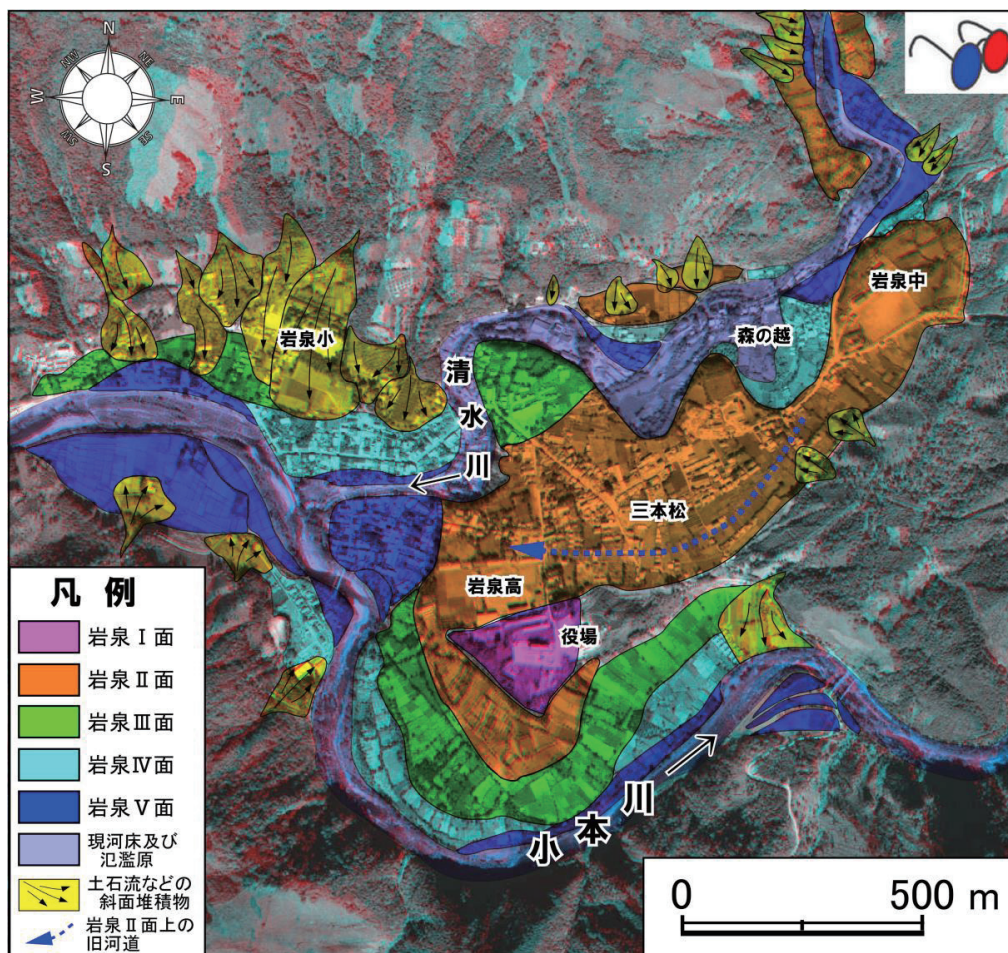 N
NE
E
SE
S
SW
W
NW
岩泉中
森の越
岩泉小
清水川
三本松
岩泉高
役場
小本川
凡例
岩泉Ⅰ面
岩泉Ⅱ面
岩泉Ⅲ面
岩泉Ⅳ面
岩泉Ⅴ面
現河床及び
氾濫原
土石流などの
斜面堆積物
岩泉Ⅱ面上の
旧河道
0 500 m